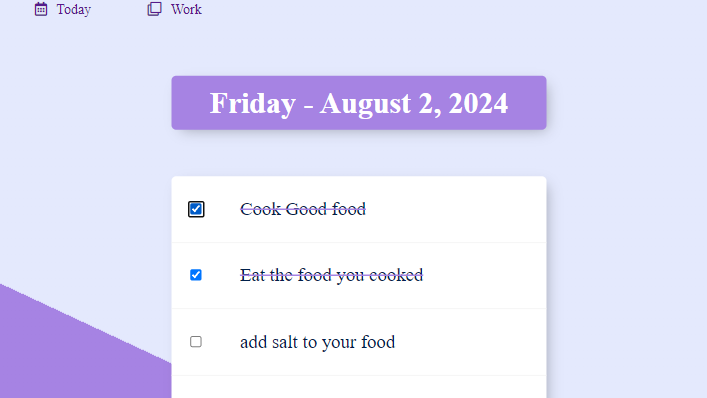 Today Work
Friday - August 2, 2024
Cook Good food
Eat the food you cooked
add salt to your food